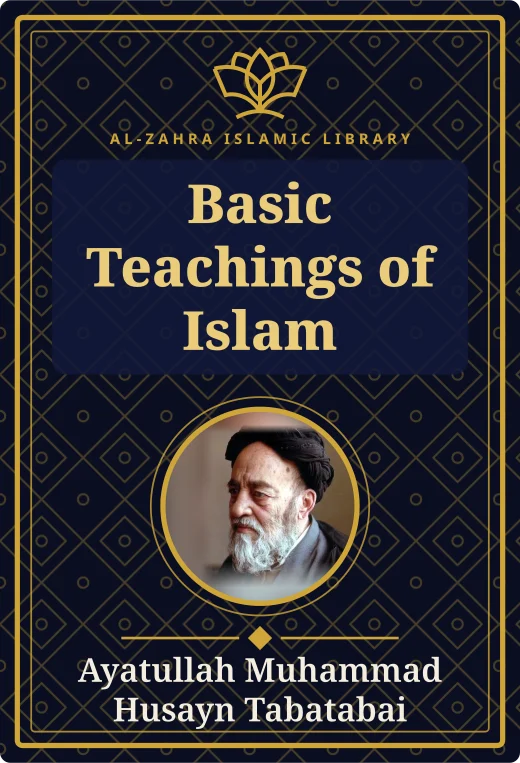 AL-ZAHRA ISLAMIC LIBRARY
Basic
Teachings of
Islam
Ayatullah Muhammad
Husayn Tabatabai